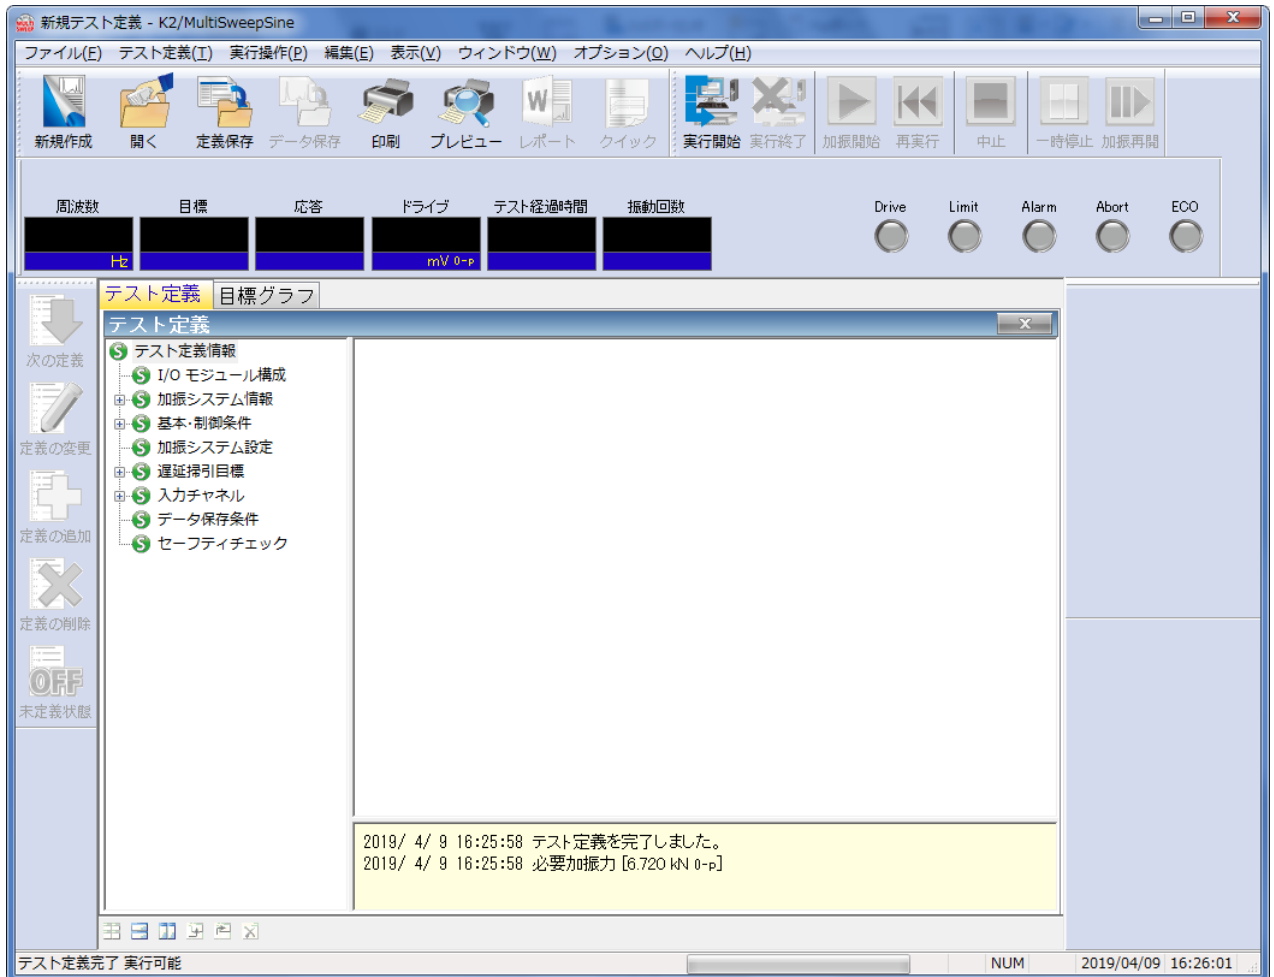 新規テスト定義 - K2/MultiSweepSine
ファイル(F) テスト定義(T) 実行操作(P) 編集(E) 表示(V) ウィンドウ(W) オプション(O) ヘルプ(H)
新規作成 開く 定義保存 データ保存 印刷 プレビュー レポート クイック 実行開始 実行終了 加振開始 再実行 中止 一時停止 加振再開
周波数 目標 応答 ドライブ テスト経過時間 振動回数 Drive Limit Alarm Abort ECO
Hz mV 0-P
テスト定義 目標グラフ
テスト定義
次の定義
定義の変更
定義の追加
定義の削除
OFF
未定義状態
テスト定義情報
I/O モジュール構成
加振システム情報
基本・制御条件
加振システム設定
遅延掃引目標
入力チャネル
データ保存条件
セーフティチェック
2019/ 4/ 9 16:25:58 テスト定義を完了しました。
2019/ 4/ 9 16:25:58 必要加振力 [6.720 kN 0-P]
テスト定義完了 実行可能 NUM 2019/04/09 16:26:01